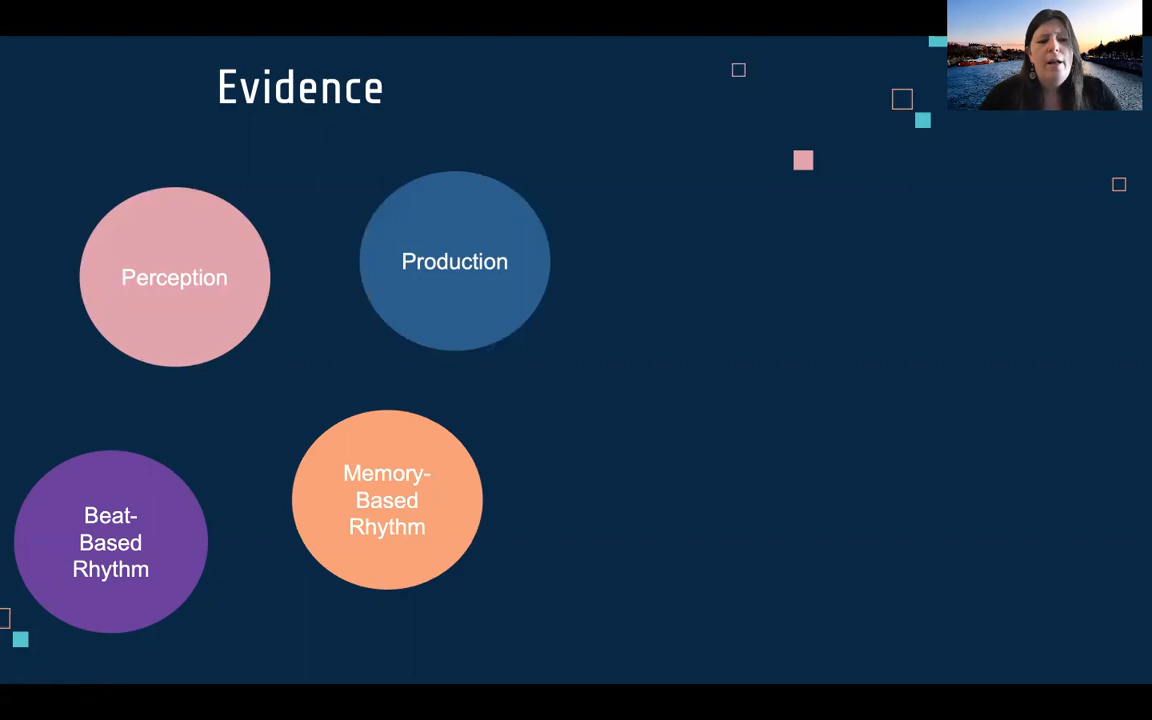 Evidence
Perception
Production
Memory-
Based
Rhythm
Beat-
Based
Rhythm